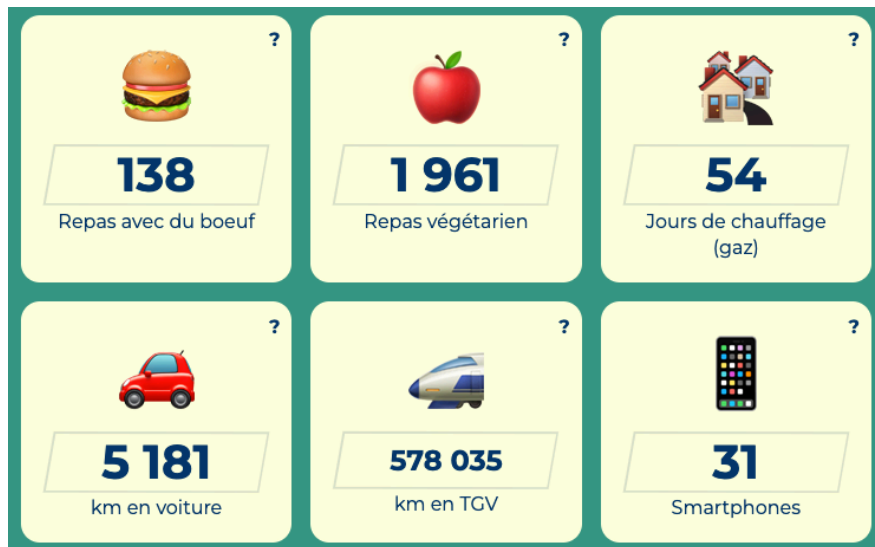 ?
?
?
138
1 961
54
Repas avec du boeuf
Repas végétarien
Jours de chauffage
(gaz)
?
?
?
5 181
578 035
31
km en voiture
km en TGV
Smartphones